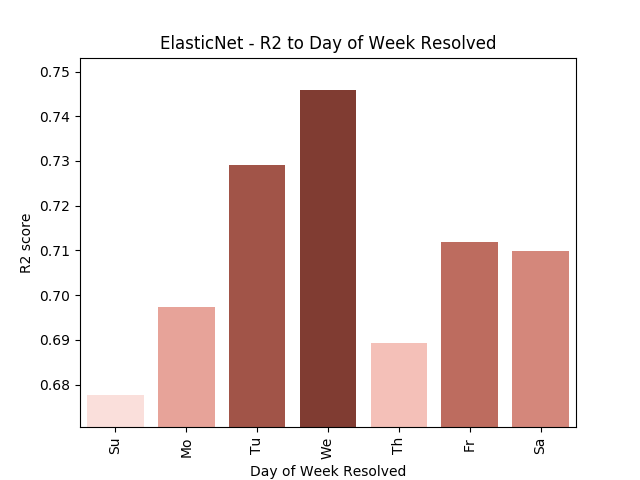 ElasticNet - R2 to Day of Week Resolved
R2 score
0.75
0.74
0.73
0.72
0.71
0.70
0.69
0.68
Su
Mo
Tu
We
Th
Fr
Sa
Day of Week Resolved